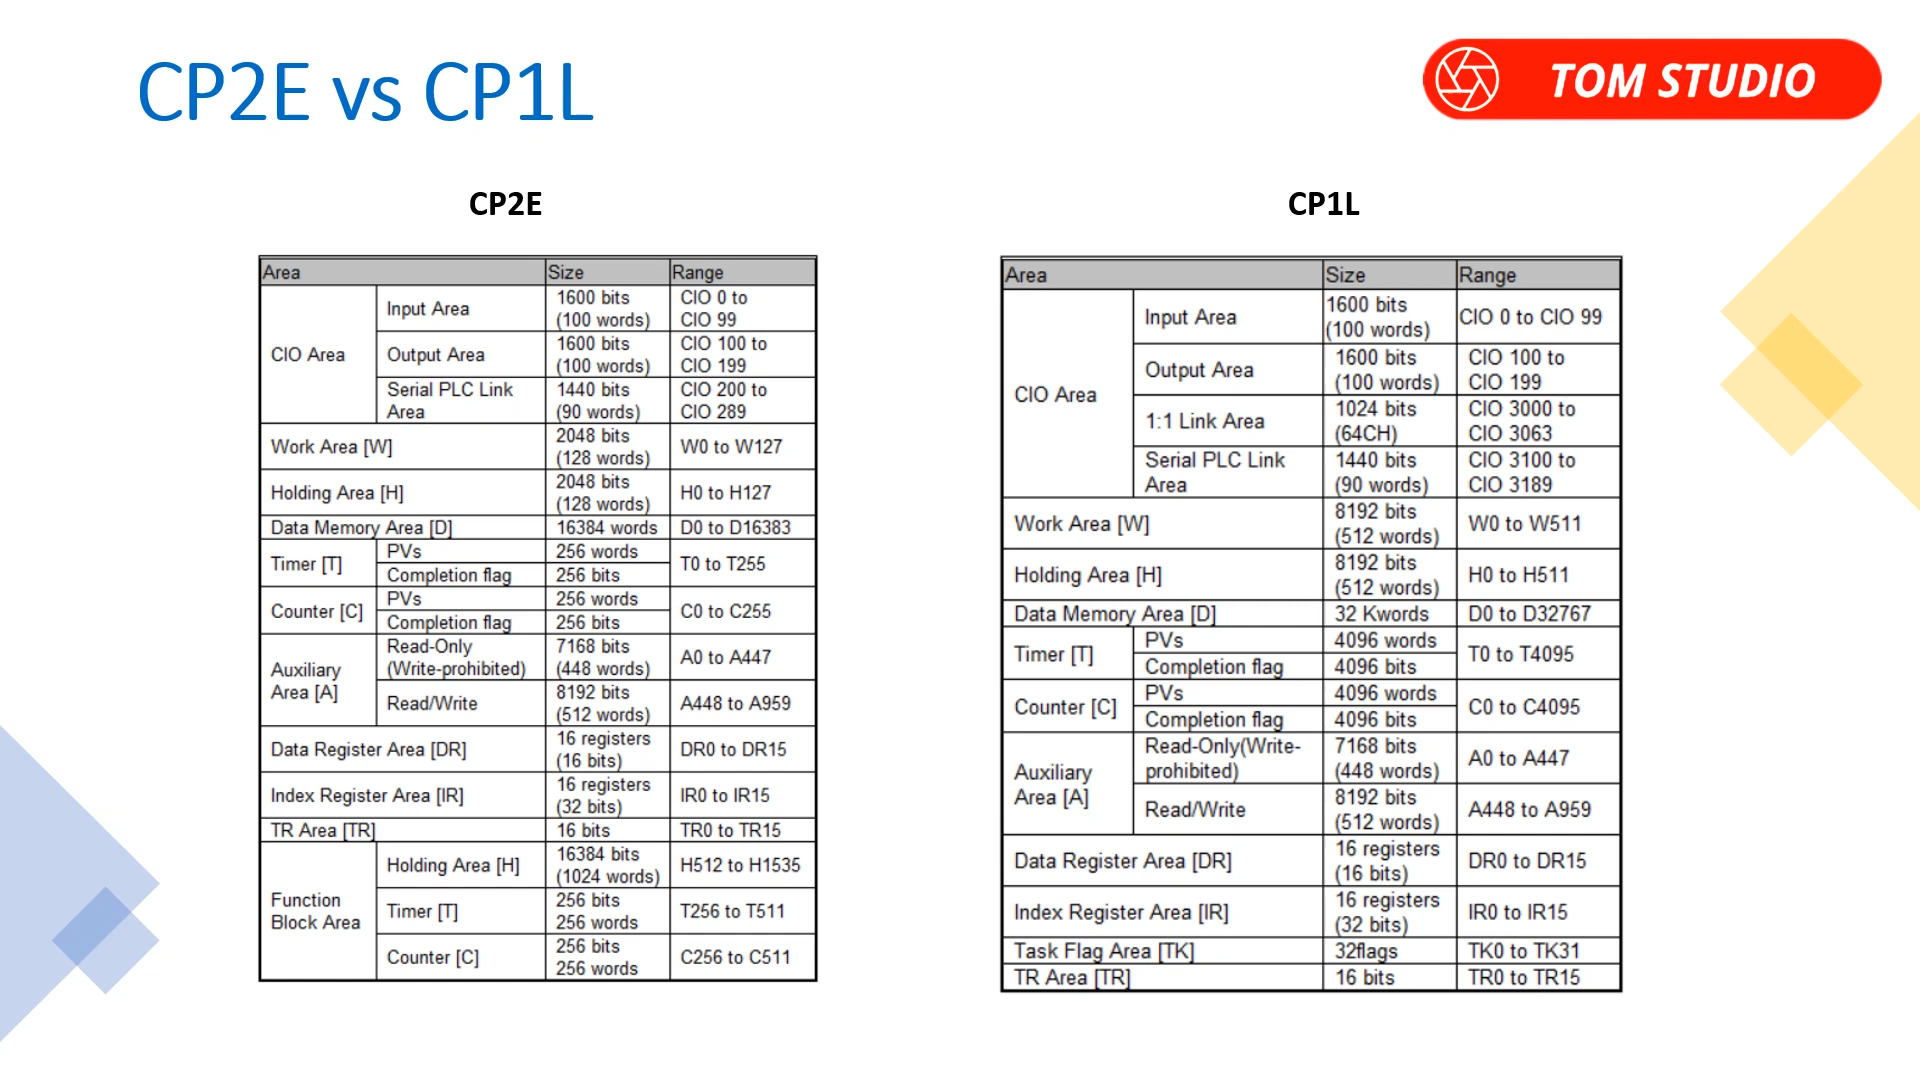 CP2E vs CP1L
TOM STUDIO
CP2E
Area Size Range
CIO Area
Input Area
1600 bits
(100 words)
CIO 0 to
CIO 99
Output Area
1600 bits
(100 words)
CIO 100 to
CIO 199
Serial PLC Link
Area
1440 bits
(90 words)
CIO 200 to
CIO 289
Work Area [W]
2048 bits
(128 words)
W0 to W127
Holding Area [H]
2048 bits
(128 words)
H0 to H127
Data Memory Area [D] 16384 words D0 to D16383
Timer [T]
PVs 256 words
Completion flag 256 bits
T0 to T255
Counter [C]
PVs 256 words
Completion flag 256 bits
C0 to C255
Auxiliary
Area [A]
Read-Only
(Write-prohibited)
7168 bits
(448 words)
A0 to A447
Read/Write
8192 bits
(512 words)
A448 to A959
Data Register Area [DR]
16 registers
(16 bits)
DR0 to DR15
Index Register Area [IR]
16 registers
(32 bits)
IR0 to IR15
TR Area [TR] 16 bits TR0 to TR15
Function
Block Area
Holding Area [H]
16384 bits
(1024 words)
H512 to H1535
Timer [T]
256 bits
256 words
T256 to T511
Counter [C]
256 bits
256 words
C256 to C511
CP1L
Area Size Range
CIO Area
Input Area
1600 bits
(100 words)
CIO 0 to CIO 99
Output Area
1600 bits
(100 words)
CIO 100 to
CIO 199
1:1 Link Area
1024 bits
(64CH)
CIO 3000 to
CIO 3063
Serial PLC Link
Area
1440 bits
(90 words)
CIO 3100 to
CIO 3189
Work Area [W]
8192 bits
(512 words)
W0 to W511
Holding Area [H]
8192 bits
(512 words)
H0 to H511
Data Memory Area [D] 32 Kwords D0 to D32767
Timer [T]
PVs 4096 words
Completion flag 4096 bits
T0 to T4095
Counter [C]
PVs 4096 words
Completion flag 4096 bits
C0 to C4095
Auxiliary
Area [A]
Read-Only(Write-
prohibited)
7168 bits
(448 words)
A0 to A447
Read/Write
8192 bits
(512 words)
A448 to A959
Data Register Area [DR]
16 registers
(16 bits)
DR0 to DR15
Index Register Area [IR]
16 registers
(32 bits)
IR0 to IR15
Task Flag Area [TK] 32flags TK0 to TK31
TR Area [TR] 16 bits TR0 to TR15